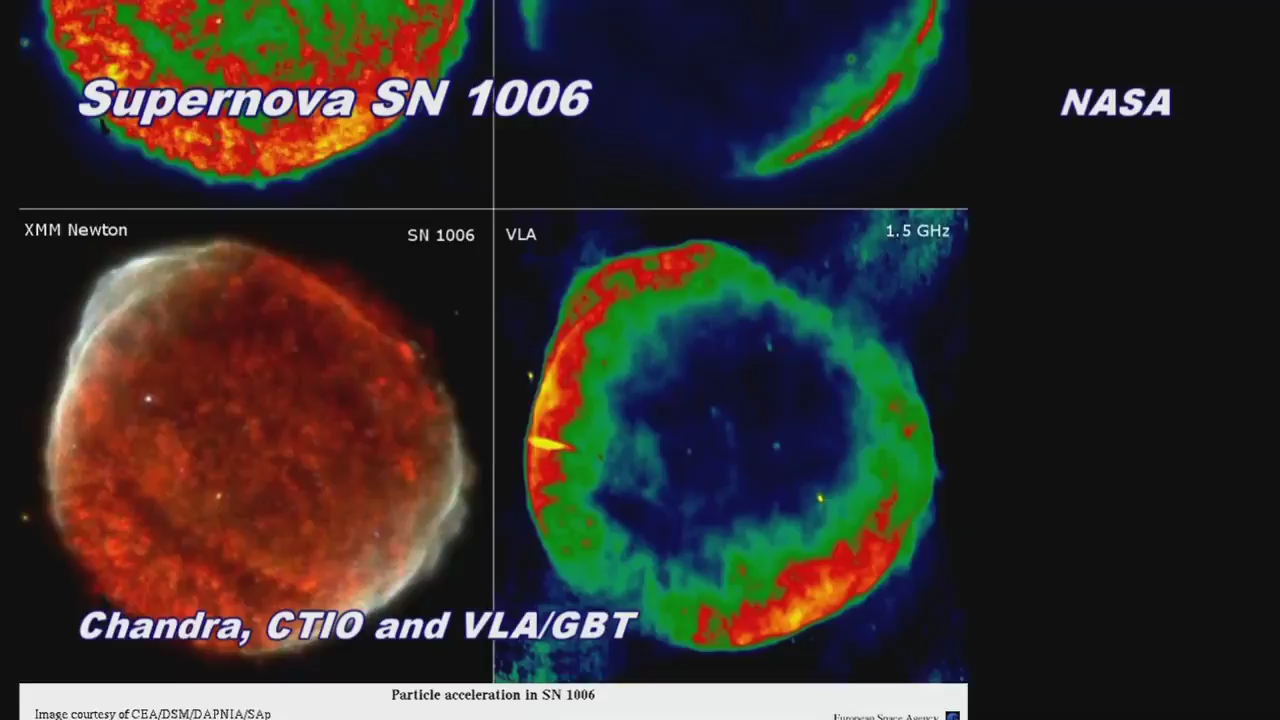 Supernova SN 1006
NASA
XMM Newton
SN 1006
VLA
1.5 GHz
Chandra, CTIO and VLA/GBT
Particle acceleration in SN 1006
Image courtesy of CEA/DSM/DAPNIA/SAp
European Space Agency